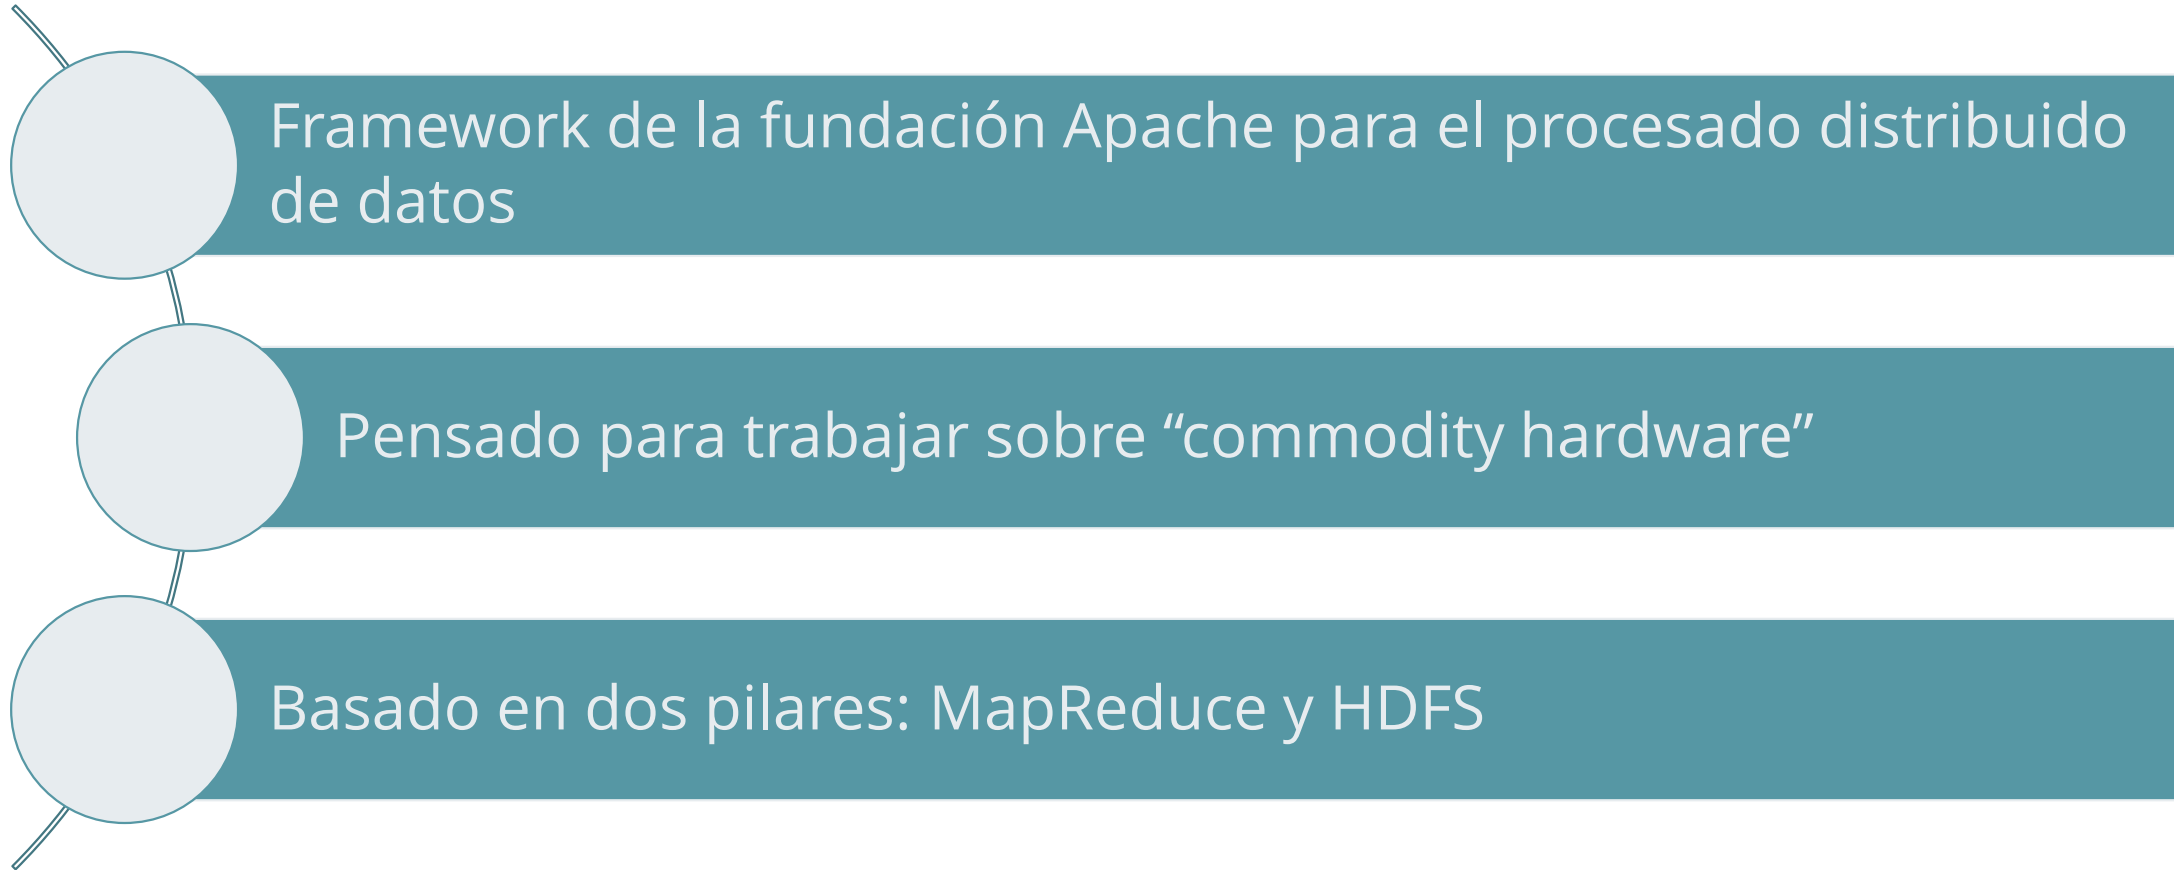 Framework de la fundación Apache para el procesado distribuido
de datos
Pensado para trabajar sobre “commodity hardware”
Basado en dos pilares: MapReduce y HDFS